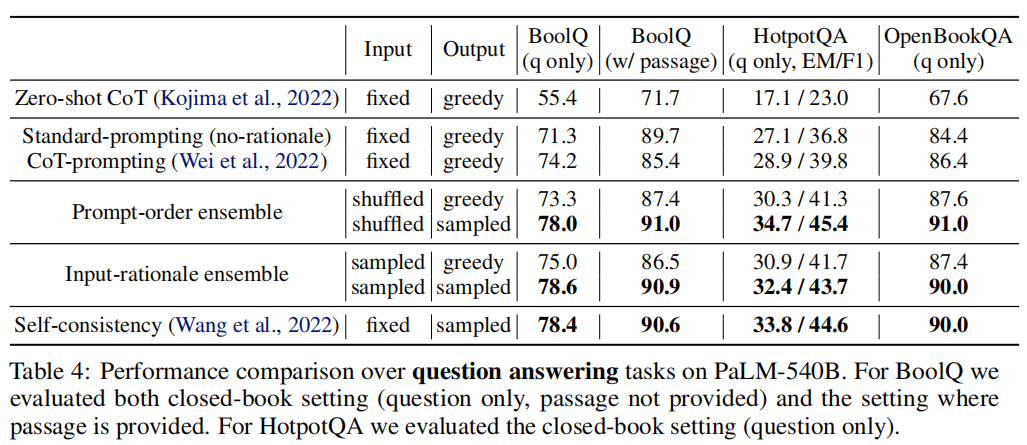 Input Output BoolQ (q only) BoolQ (w/ passage) HotpotQA (q only, EM/F1) OpenBookQA (q only)
Zero-shot CoT (Kojima et al., 2022) fixed greedy 55.4 71.7 17.1 / 23.0 67.6
Standard-prompting (no-rationale) fixed greedy 71.3 89.7 27.1 / 36.8 84.4
CoT-prompting (Wei et al., 2022) fixed greedy 74.2 85.4 28.9 / 39.8 86.4
Prompt-order ensemble shuffled greedy 73.3 87.4 30.3 / 41.3 87.6
shuffled sampled 78.0 91.0 34.7 / 45.4 91.0
Input-rationale ensemble sampled greedy 75.0 86.5 30.9 / 41.7 87.4
sampled sampled 78.6 90.9 32.4 / 43.7 90.0
Self-consistency (Wang et al., 2022) fixed sampled 78.4 90.6 33.8 / 44.6 90.0
Table 4: Performance comparison over question answering tasks on PaLM-540B. For BoolQ we
evaluated both closed-book setting (question only, passage not provided) and the setting where
passage is provided. For HotpotQA we evaluated the closed-book setting (question only).